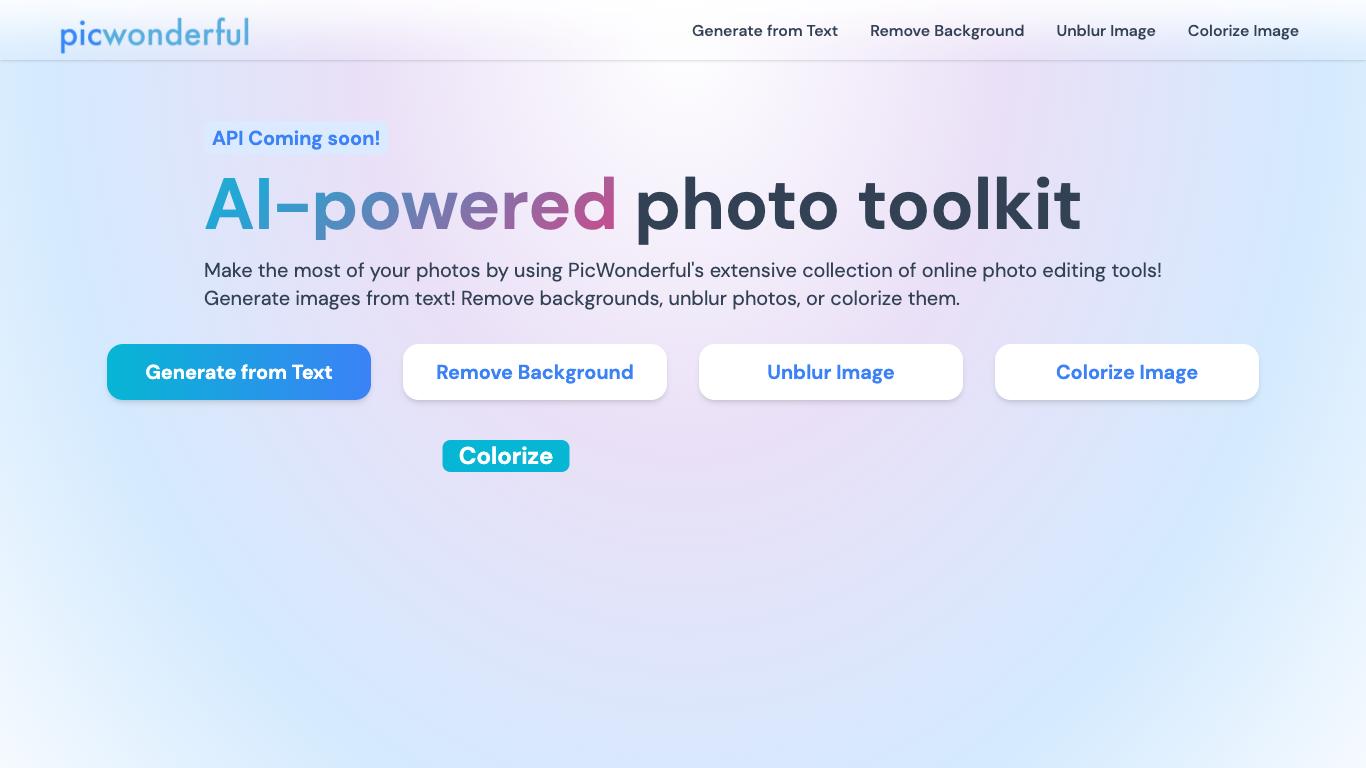 picwonderful
Generate from Text
Remove Background
Unblur Image
Colorize Image
API Coming soon!
AI-powered photo toolkit
Make the most of your photos by using PicWonderful's extensive collection of online photo editing tools!
Generate images from text! Remove backgrounds, unblur photos, or colorize them.
Generate from Text
Remove Background
Unblur Image
Colorize Image
Colorize